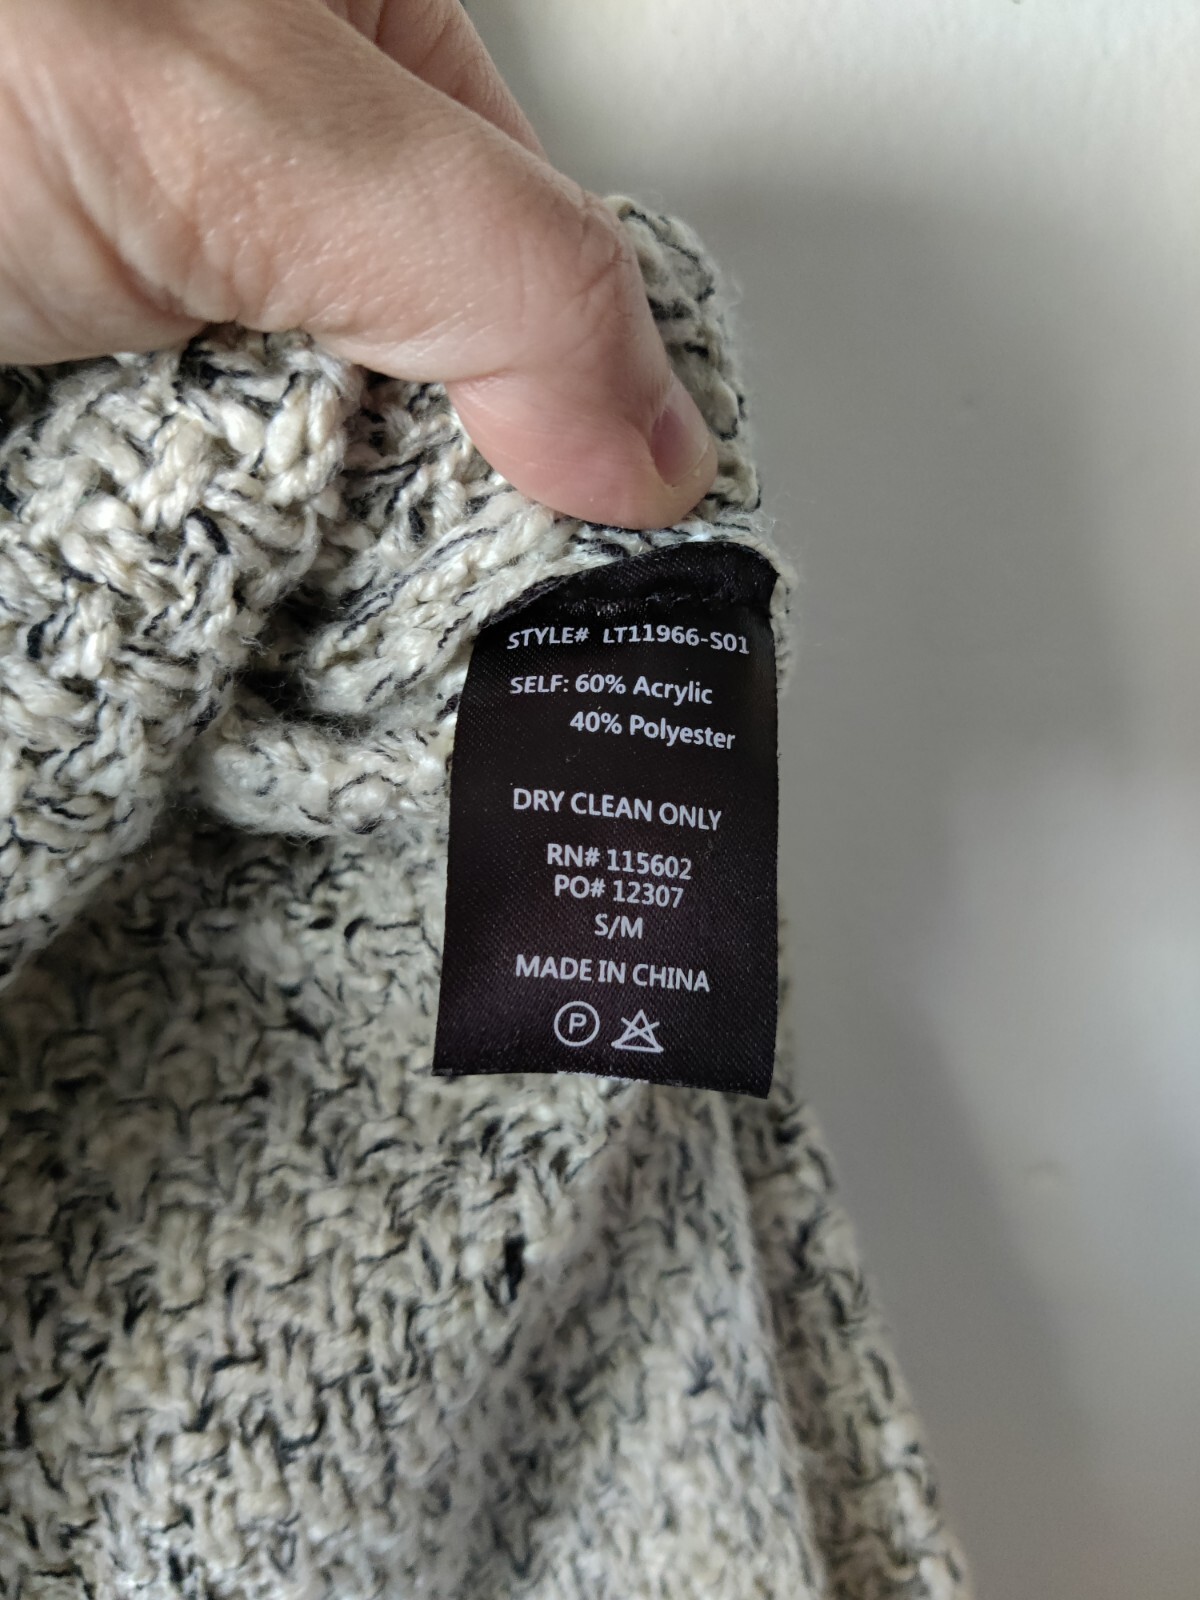 STYLE# LT11966-S01
SELF: 60% Acrylic
40% Polyester
DRY CLEAN ONLY
RN# 115602
PO# 12307
S/M
MADE IN CHINA
P